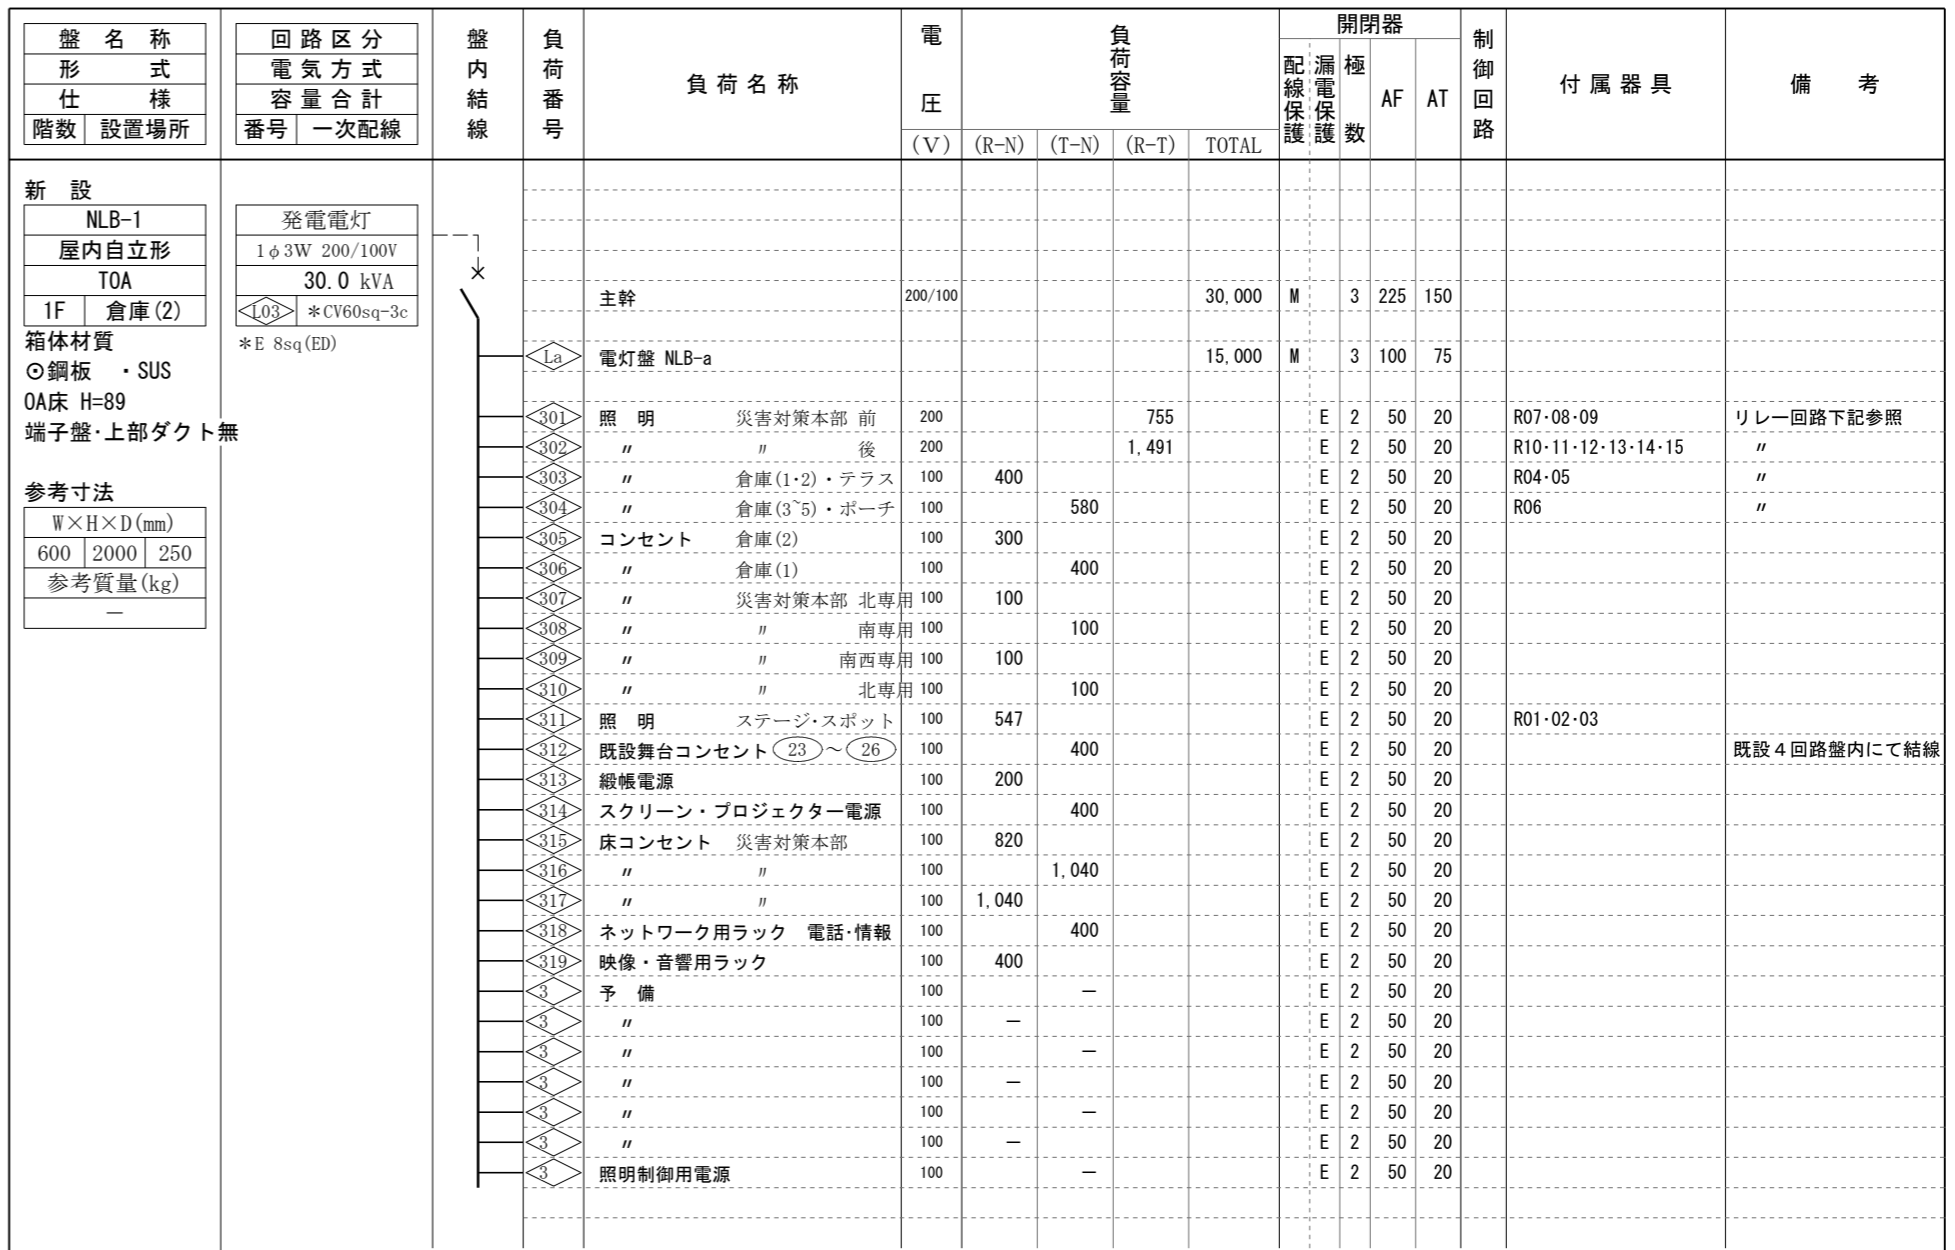 盤名称
形式
仕様
階数 設置場所
回路区分
電気方式
容量合計
番号 一次配線
盤内結線
負荷番号
負荷名称
電圧
(V)
負荷容量
(R-N) (T-N) (R-T) TOTAL
開閉器
配線保護 漏電保護 極数 AF AT
制御回路
付属器具
備考
新 設
NLB-1
屋内自立形
TOA
1F 倉庫(2)
箱体材質
⊙鋼板 ・SUS
OA床 H=89
端子盤・上部ダクト無
参考寸法
W×H×D(mm)
600 2000 250
参考質量(kg)
－
発電電灯
1φ3W 200/100V
30.0 kVA
L03 *CV60sq-3c
*E 8sq(ED)
主幹 200/100 30,000 M 3 225 150
La 電灯盤 NLB-a 15,000 M 3 100 75
301 照 明 災害対策本部 前 200 755 E 2 50 20 R07・08・09 リレー回路下記参照
302 〃 〃 後 200 1,491 E 2 50 20 R10・11・12・13・14・15 〃
303 〃 倉庫(1・2)・テラス 100 400 E 2 50 20 R04・05 〃
304 〃 倉庫(3~5)・ポーチ 100 580 E 2 50 20 R06 〃
305 コンセント 倉庫(2) 100 300 E 2 50 20
306 〃 倉庫(1) 100 400 E 2 50 20
307 〃 災害対策本部 北専用 100 100 E 2 50 20
308 〃 〃 南専用 100 100 E 2 50 20
309 〃 〃 南西専用 100 100 E 2 50 20
310 〃 〃 北専用 100 100 E 2 50 20
311 照 明 ステージ・スポット 100 547 E 2 50 20 R01・02・03
312 既設舞台コンセント 23 ～ 26 100 400 E 2 50 20 既設４回路盤内にて結線
313 緞帳電源 100 200 E 2 50 20
314 スクリーン・プロジェクター電源 100 400 E 2 50 20
315 床コンセント 災害対策本部 100 820 E 2 50 20
316 〃 〃 100 1,040 E 2 50 20
317 〃 〃 100 1,040 E 2 50 20
318 ネットワーク用ラック 電話・情報 100 400 E 2 50 20
319 映像・音響用ラック 100 400 E 2 50 20
3 予 備 100 － E 2 50 20
3 〃 100 － E 2 50 20
3 〃 100 － E 2 50 20
3 〃 100 － E 2 50 20
3 〃 100 － E 2 50 20
3 〃 100 － E 2 50 20
3 照明制御用電源 100 － E 2 50 20